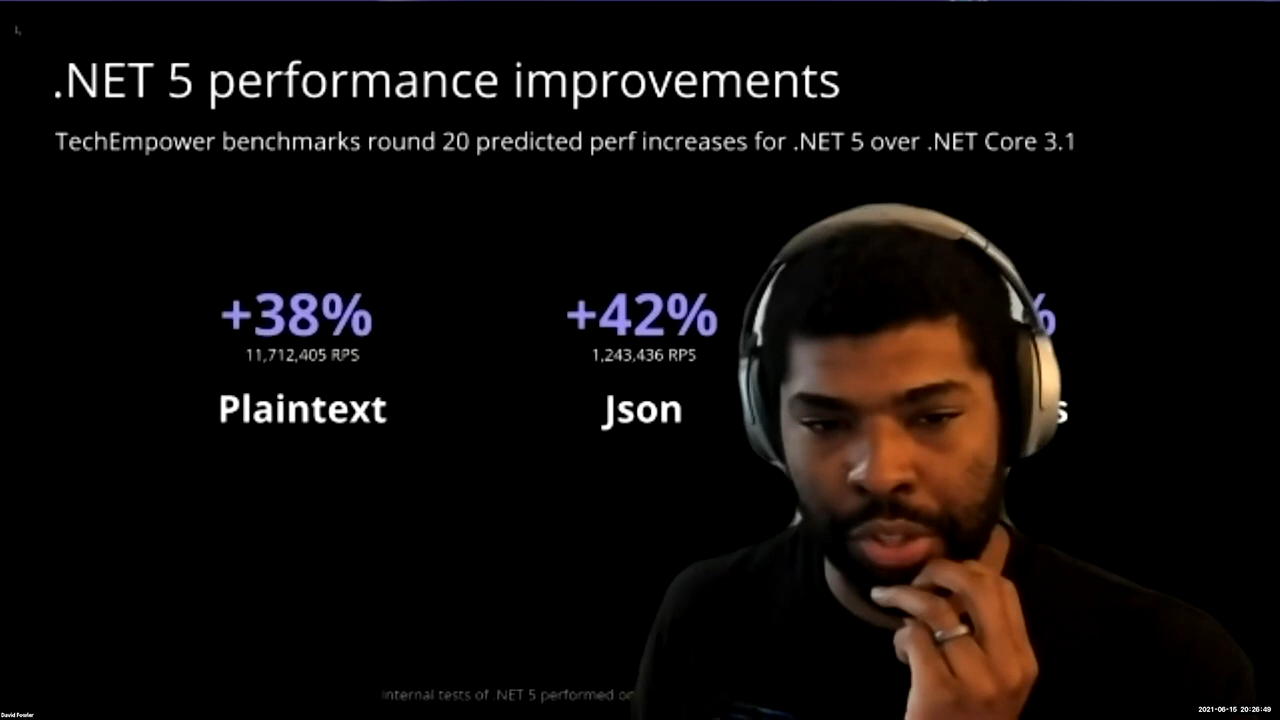 .NET 5 performance improvements
TechEmpower benchmarks round 20 predicted perf increases for .NET 5 over .NET Core 3.1
+38% +42% %
11,712,405 RPS 1,243,436 RPS
Plaintext Json s
Internal tests of .NET 5 performed on
David Fowler
2021-06-15 20:26:49